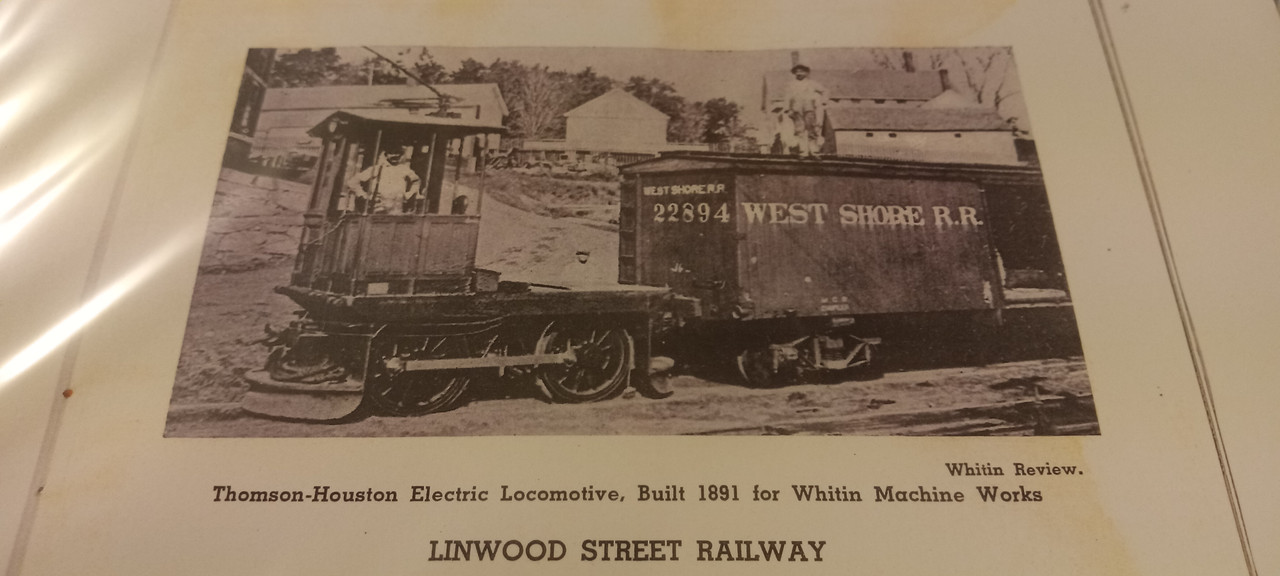 WEST SHORE R.R.
22894 WEST SHORE R.R.
Whitin Review.
Thomson-Houston Electric Locomotive, Built 1891 for Whitin Machine Works
LINWOOD STREET RAILWAY